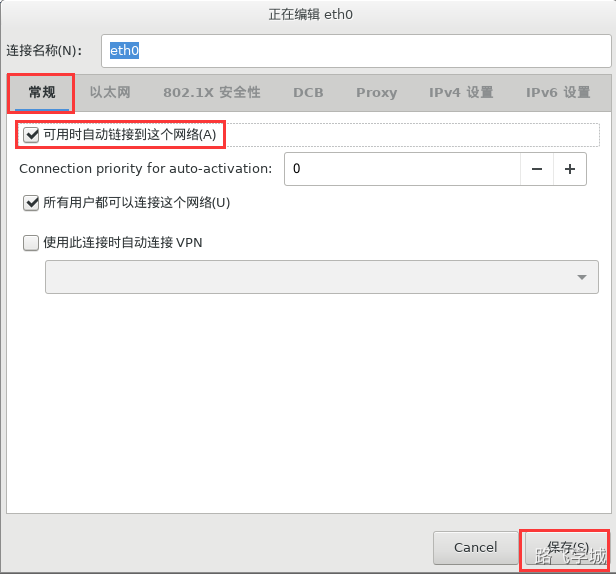 正在编辑 eth0
连接名称(N): eth0
常规 以太网 802.1X 安全性 DCB Proxy IPv4 设置 IPv6 设置
可用时自动链接到这个网络(A)
Connection priority for auto-activation: 0 − +
所有用户都可以连接这个网络(U)
使用此连接时自动连接 VPN
Cancel 保存(S)
路飞学城